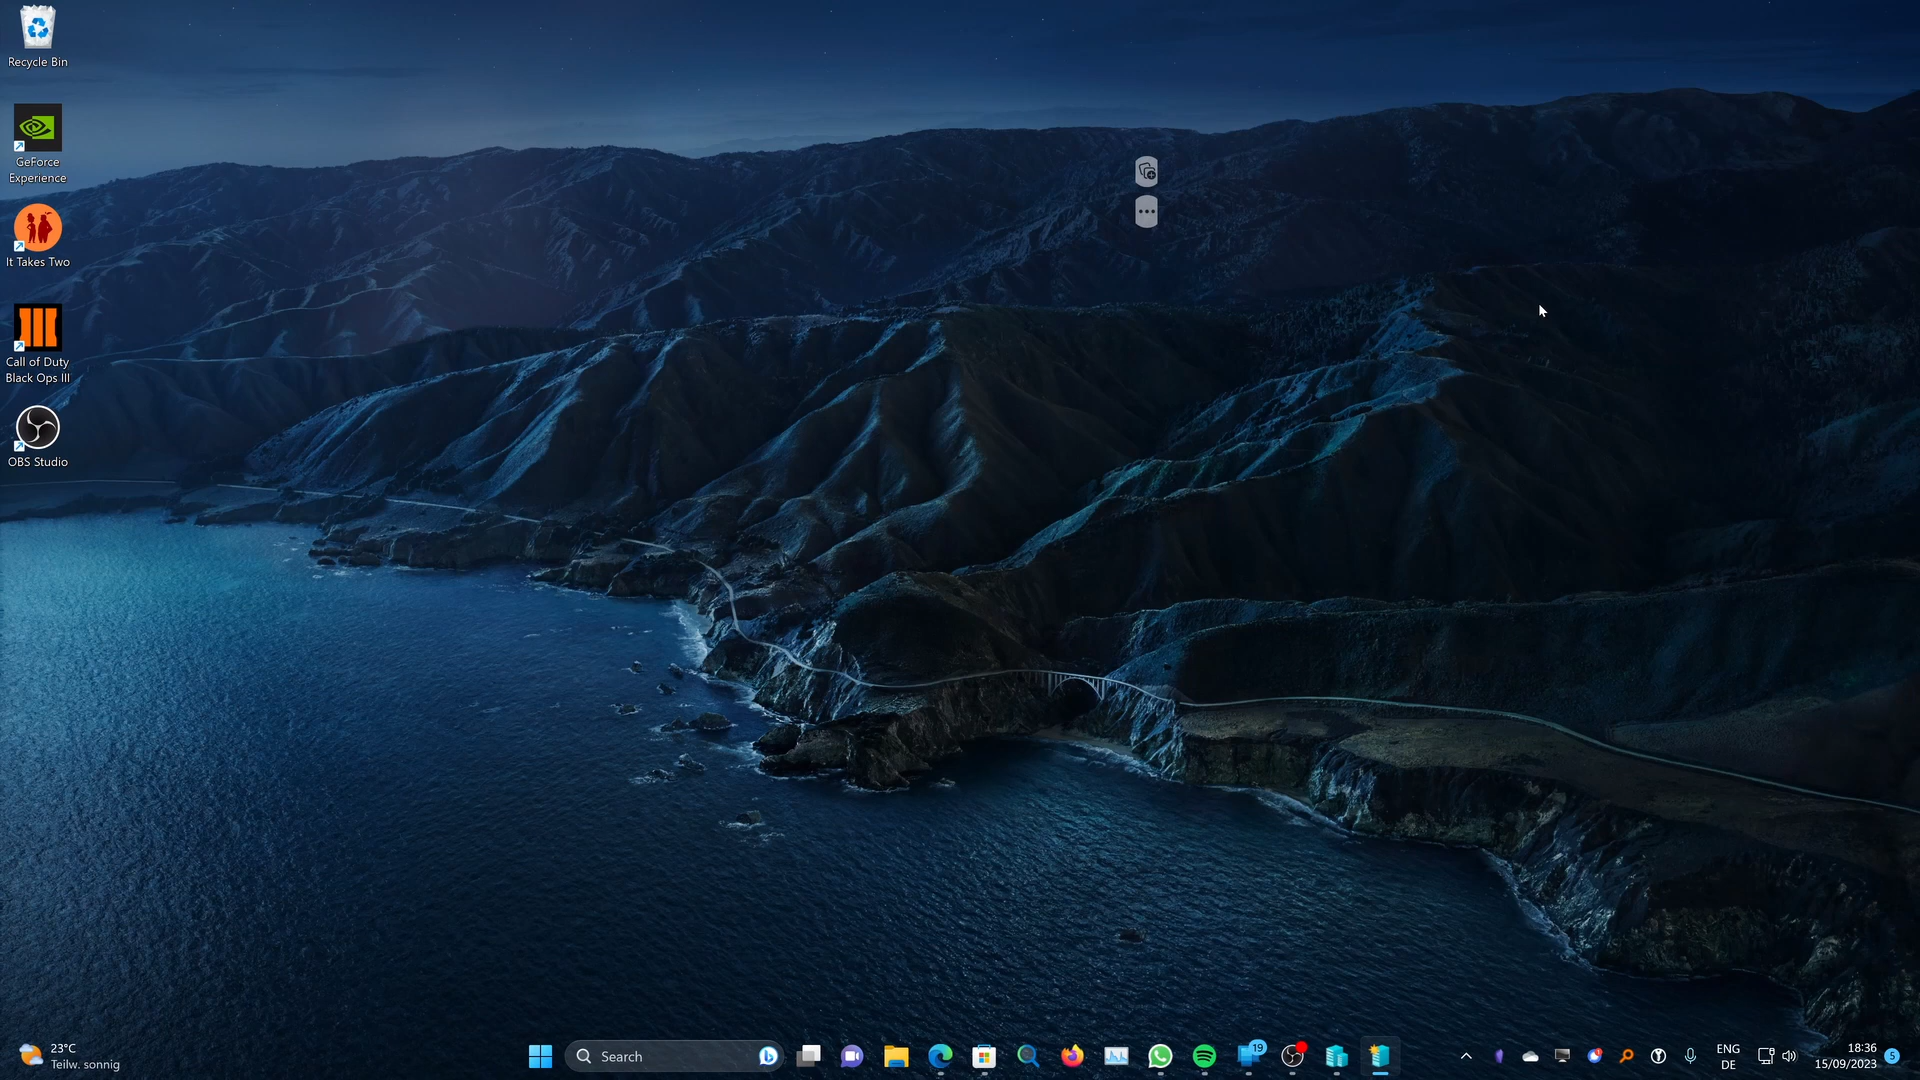 Recycle Bin
GeForce
Experience
It Takes Two
Call of Duty
Black Ops III
OBS Studio
23°C
Teilw. sonnig
Search
19
ENG
DE
18:36
15/09/2023
5